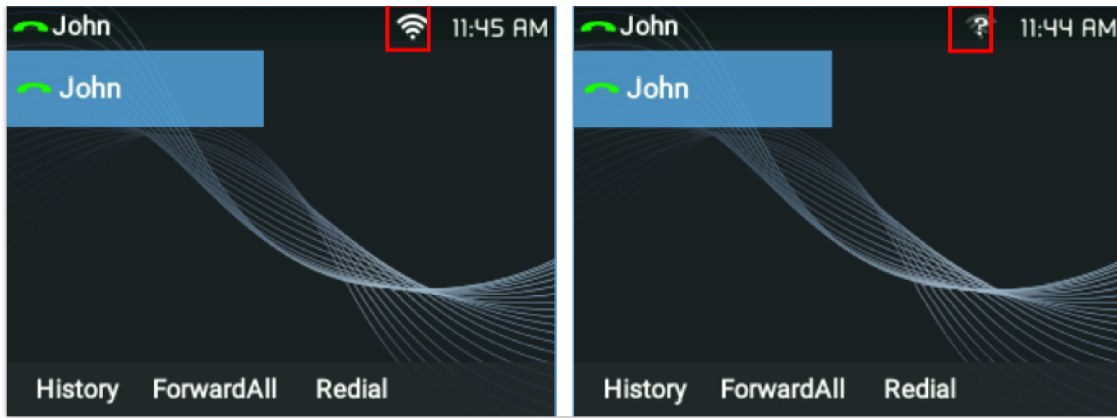 John 11:45 AM
John
History ForwardAll Redial
John ? 11:44 AM
John
History ForwardAll Redial